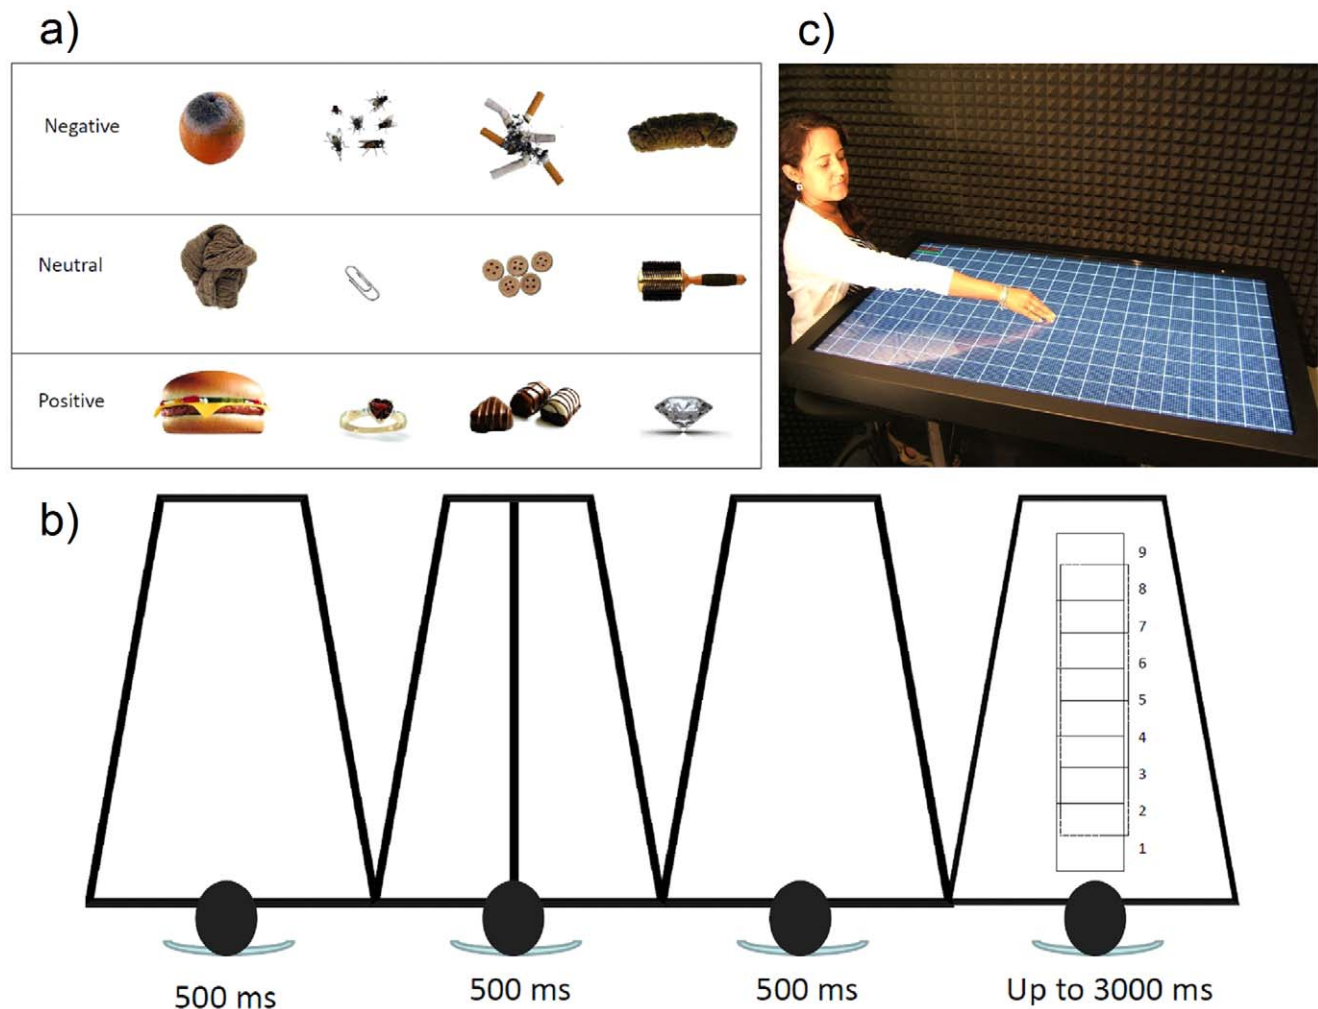 a)
c)
Negative
Neutral
Positive
b)
9
8
7
6
5
4
3
2
1
500 ms
500 ms
500 ms
Up to 3000 ms